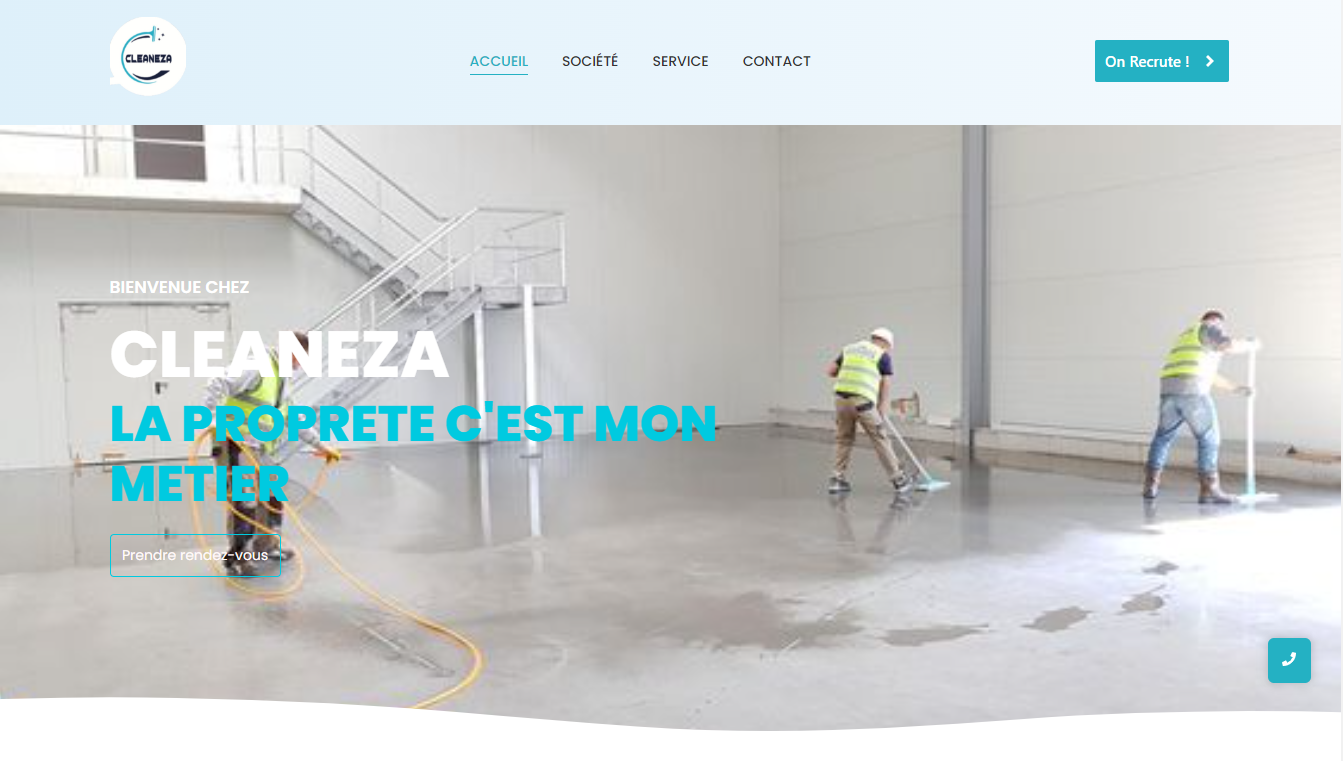 CLEANEZA
ACCUEIL
SOCIÉTÉ
SERVICE
CONTACT
On Recrute !
BIENVENUE CHEZ
CLEANEZA
LA PROPRETE C'EST MON
METIER
Prendre rendez-vous